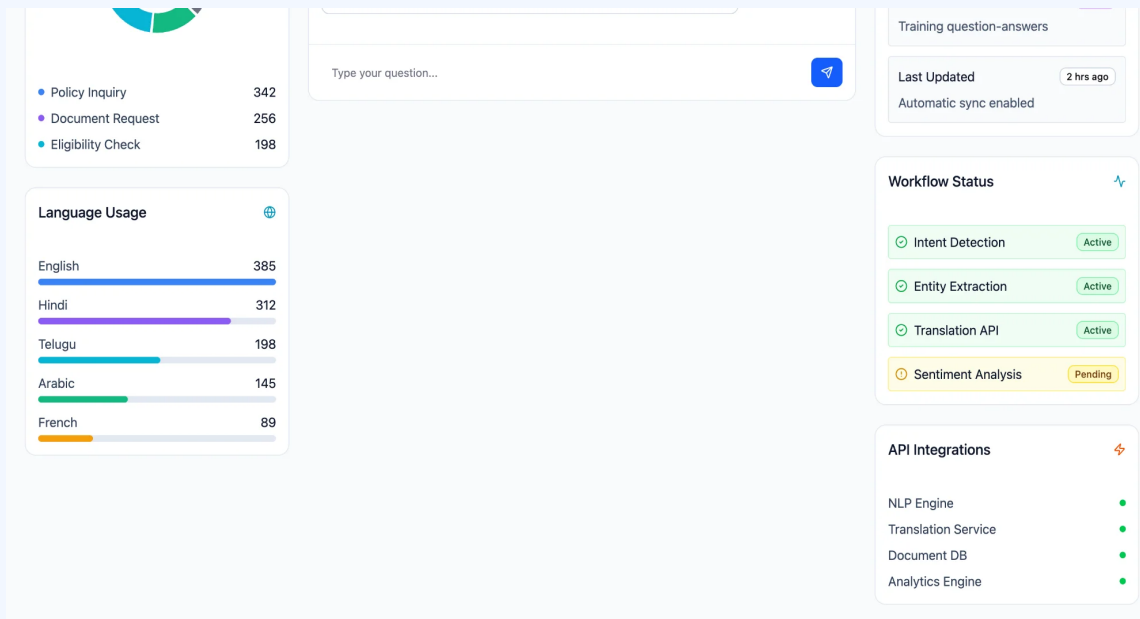 Policy Inquiry 342
Document Request 256
Eligibility Check 198
Language Usage
English 385
Hindi 312
Telugu 198
Arabic 145
French 89
Type your question...
Training question-answers
Last Updated 2 hrs ago
Automatic sync enabled
Workflow Status
Intent Detection Active
Entity Extraction Active
Translation API Active
Sentiment Analysis Pending
API Integrations
NLP Engine
Translation Service
Document DB
Analytics Engine